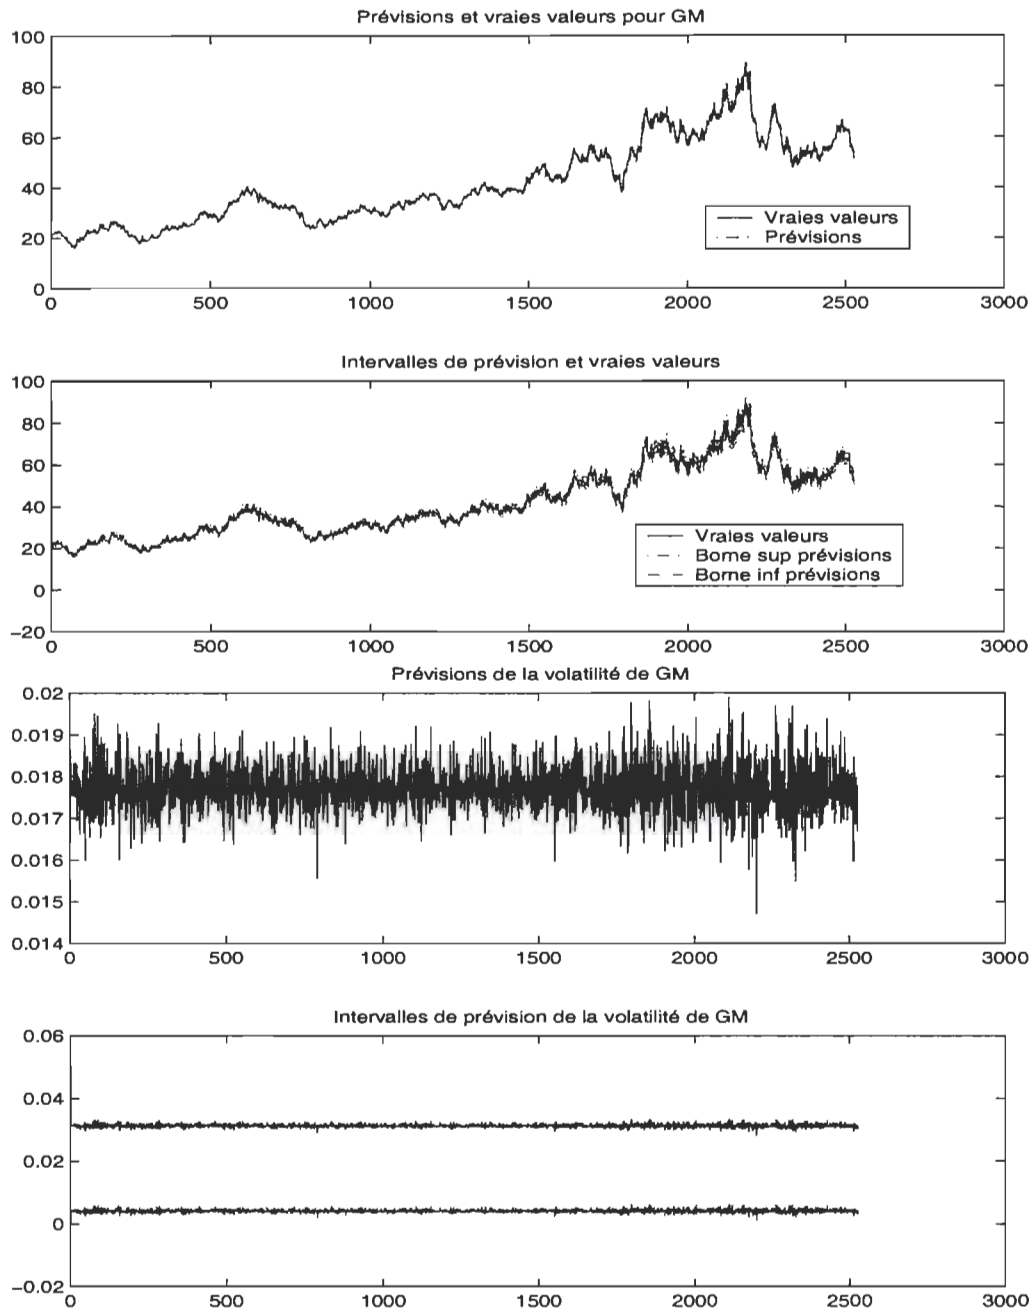 Prévisions et vraies valeurs pour GM
100
80
60
40
20
0
0 500 1000 1500 2000 2500 3000
Vraies valeurs
Prévisions
Intervalles de prévision et vraies valeurs
100
80
60
40
20
0
-20
0 500 1000 1500 2000 2500 3000
Vraies valeurs
Borne sup prévisions
Borne inf prévisions
Prévisions de la volatilité de GM
0.02
0.019
0.018
0.017
0.016
0.015
0.014
0 500 1000 1500 2000 2500 3000
Intervalles de prévision de la volatilité de GM
0.06
0.04
0.02
0
-0.02
0 500 1000 1500 2000 2500 3000